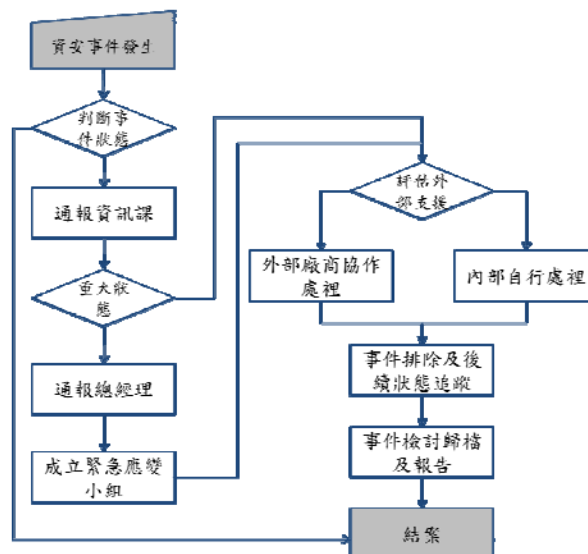 資安事件發生
判斷事
件狀態
通報資訊課
重大狀
態
通報總經理
成立緊急應變
小組
評估外
部支援
外部廠商協作
處裡
內部自行處裡
事件排除及後
續狀態追蹤
事件檢討歸檔
及報告
結案